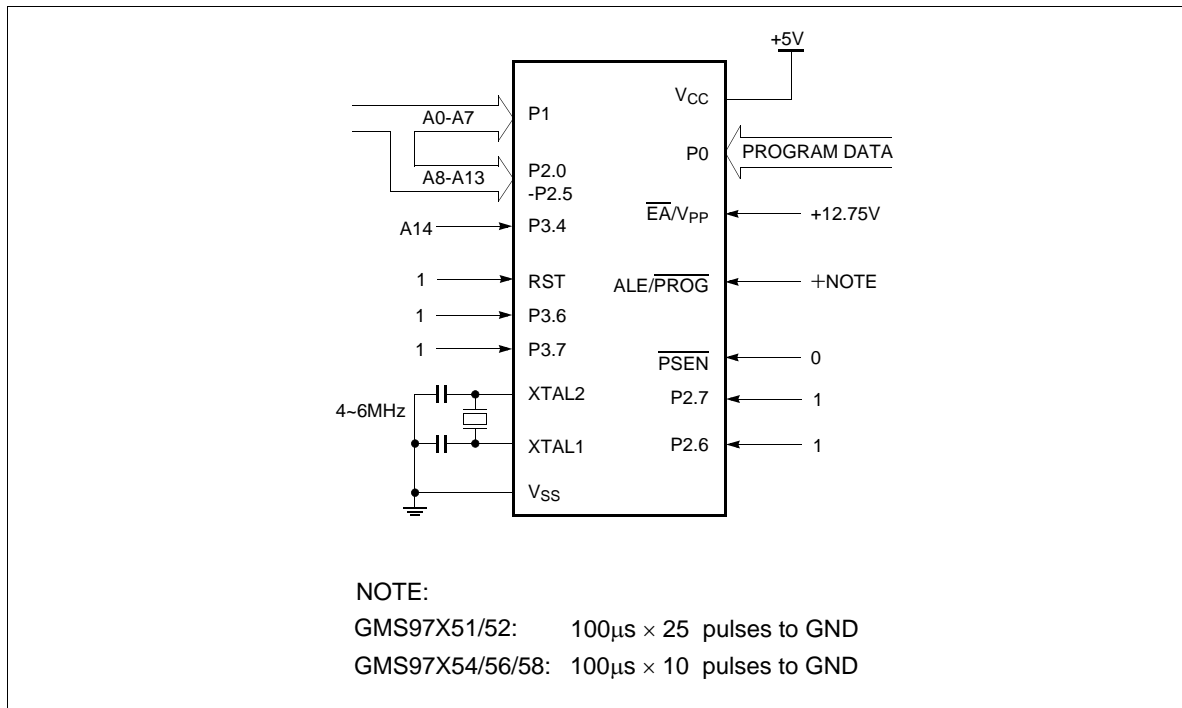 +5V
VCC
A0-A7
P1
P0
PROGRAM DATA
A8-A13
P2.0
-P2.5
EA/VPP
+12.75V
A14
P3.4
1
RST
ALE/PROG
+NOTE
1
P3.6
1
P3.7
PSEN
0
4~6MHz
XTAL2
P2.7
1
XTAL1
P2.6
1
VSS
NOTE:
GMS97X51/52: 100μs × 25 pulses to GND
GMS97X54/56/58: 100μs × 10 pulses to GND